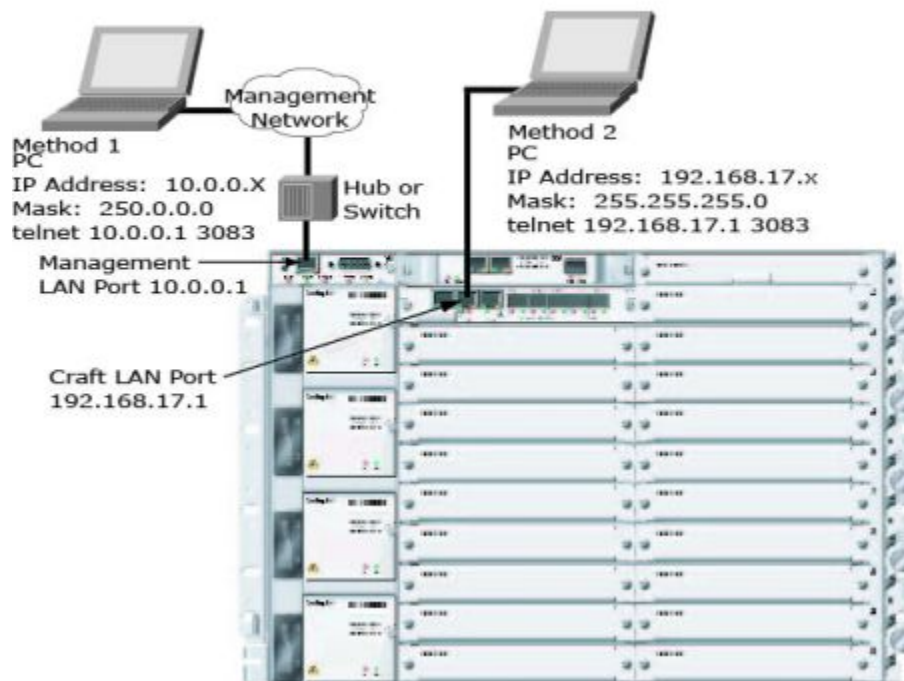 Management
Network
Method 1
PC
IP Address: 10.0.0.X
Mask: 250.0.0.0
telnet 10.0.0.1 3083
Hub or
Switch
Method 2
PC
IP Address: 192.168.17.x
Mask: 255.255.255.0
telnet 192.168.17.1 3083
Management
LAN Port 10.0.0.1
Craft LAN Port
192.168.17.1